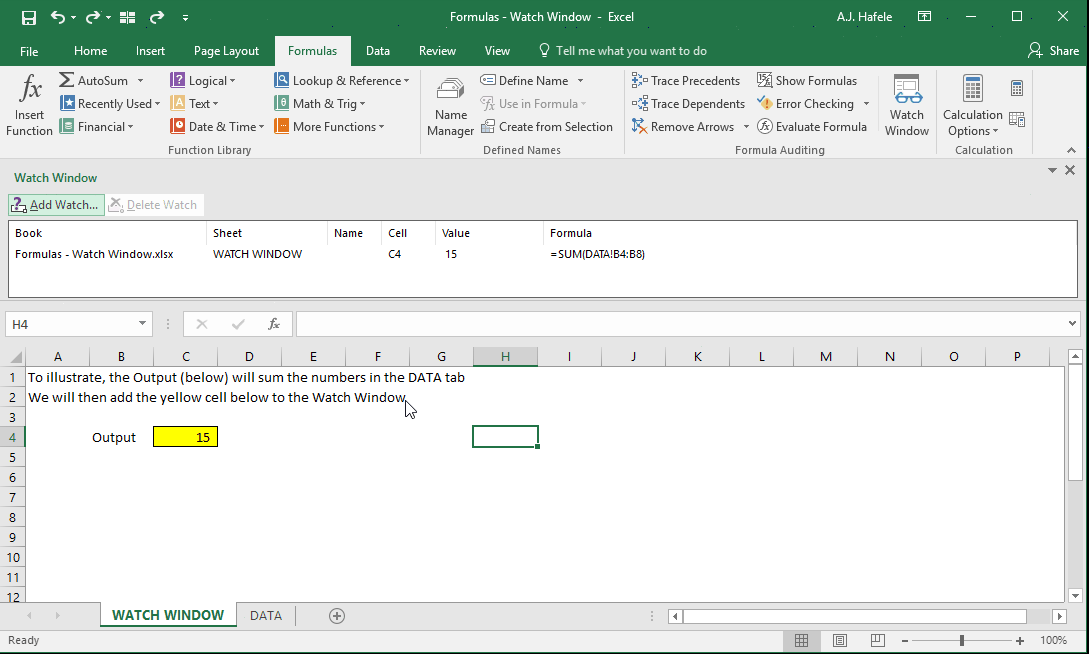 Formulas - Watch Window - Excel
A.J. Hafele
File Home Insert Page Layout Formulas Data Review View Tell me what you want to do Share
fx
Insert Function
AutoSum
Recently Used
Financial
Logical
Text
Date & Time
Lookup & Reference
Math & Trig
More Functions
Function Library
Name Manager
Define Name
Use in Formula
Create from Selection
Defined Names
Trace Precedents
Trace Dependents
Remove Arrows
Show Formulas
Error Checking
Evaluate Formula
Formula Auditing
Watch Window
Calculation Options
Calculation
Watch Window
Add Watch... Delete Watch
Book Sheet Name Cell Value Formula
Formulas - Watch Window.xlsx WATCH WINDOW C4 15 =SUM(DATA!B4:B8)
H4 fx
A B C D E F G H I J K L M N O P
1 To illustrate, the Output (below) will sum the numbers in the DATA tab
2 We will then add the yellow cell below to the Watch Window
3
4 Output 15
5
6
7
8
9
10
11
12
WATCH WINDOW DATA
Ready 100%